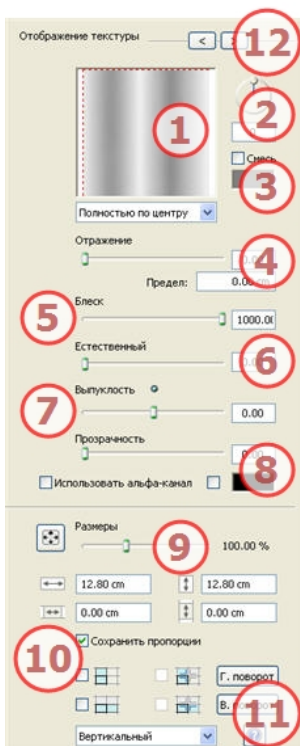 Отображение текстуры < 12
1
2
Смесь
3
Полностью по центру
Отражение
4
Предел: 0.00 cm
Блеск
5 1000.00
Естественный
6
Выпуклость
7 0.00
Прозрачность
8
Использовать альфа-канал
Размеры
9 100.00 %
12.80 cm 12.80 cm
0.00 cm 0.00 cm
Сохранить пропорции
10
Г. поворот
11
Вертикальный ?